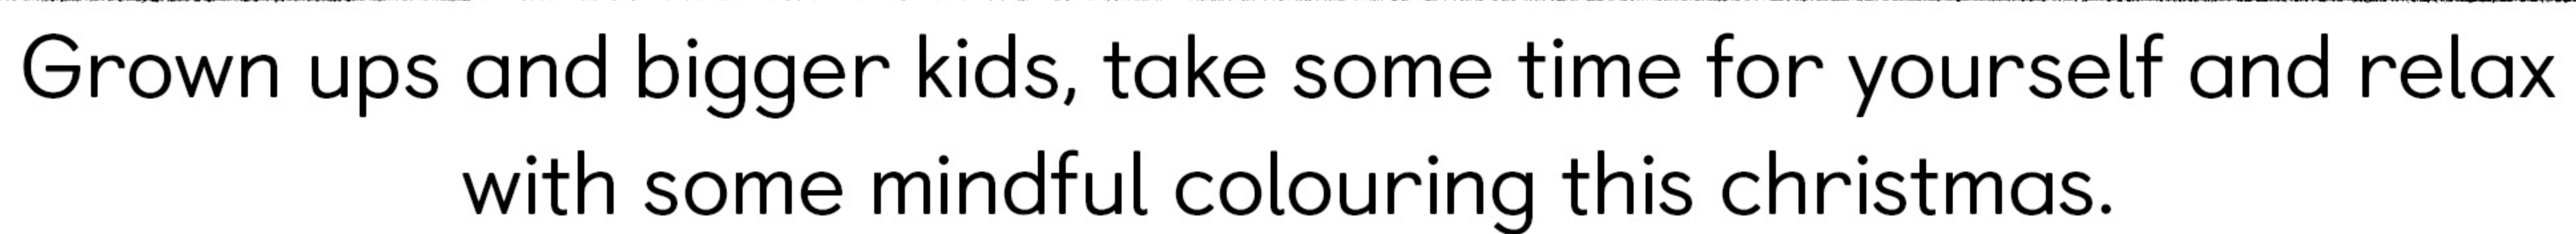 Grown ups and bigger kids, take some time for yourself and relax
with some mindful colouring this christmas.